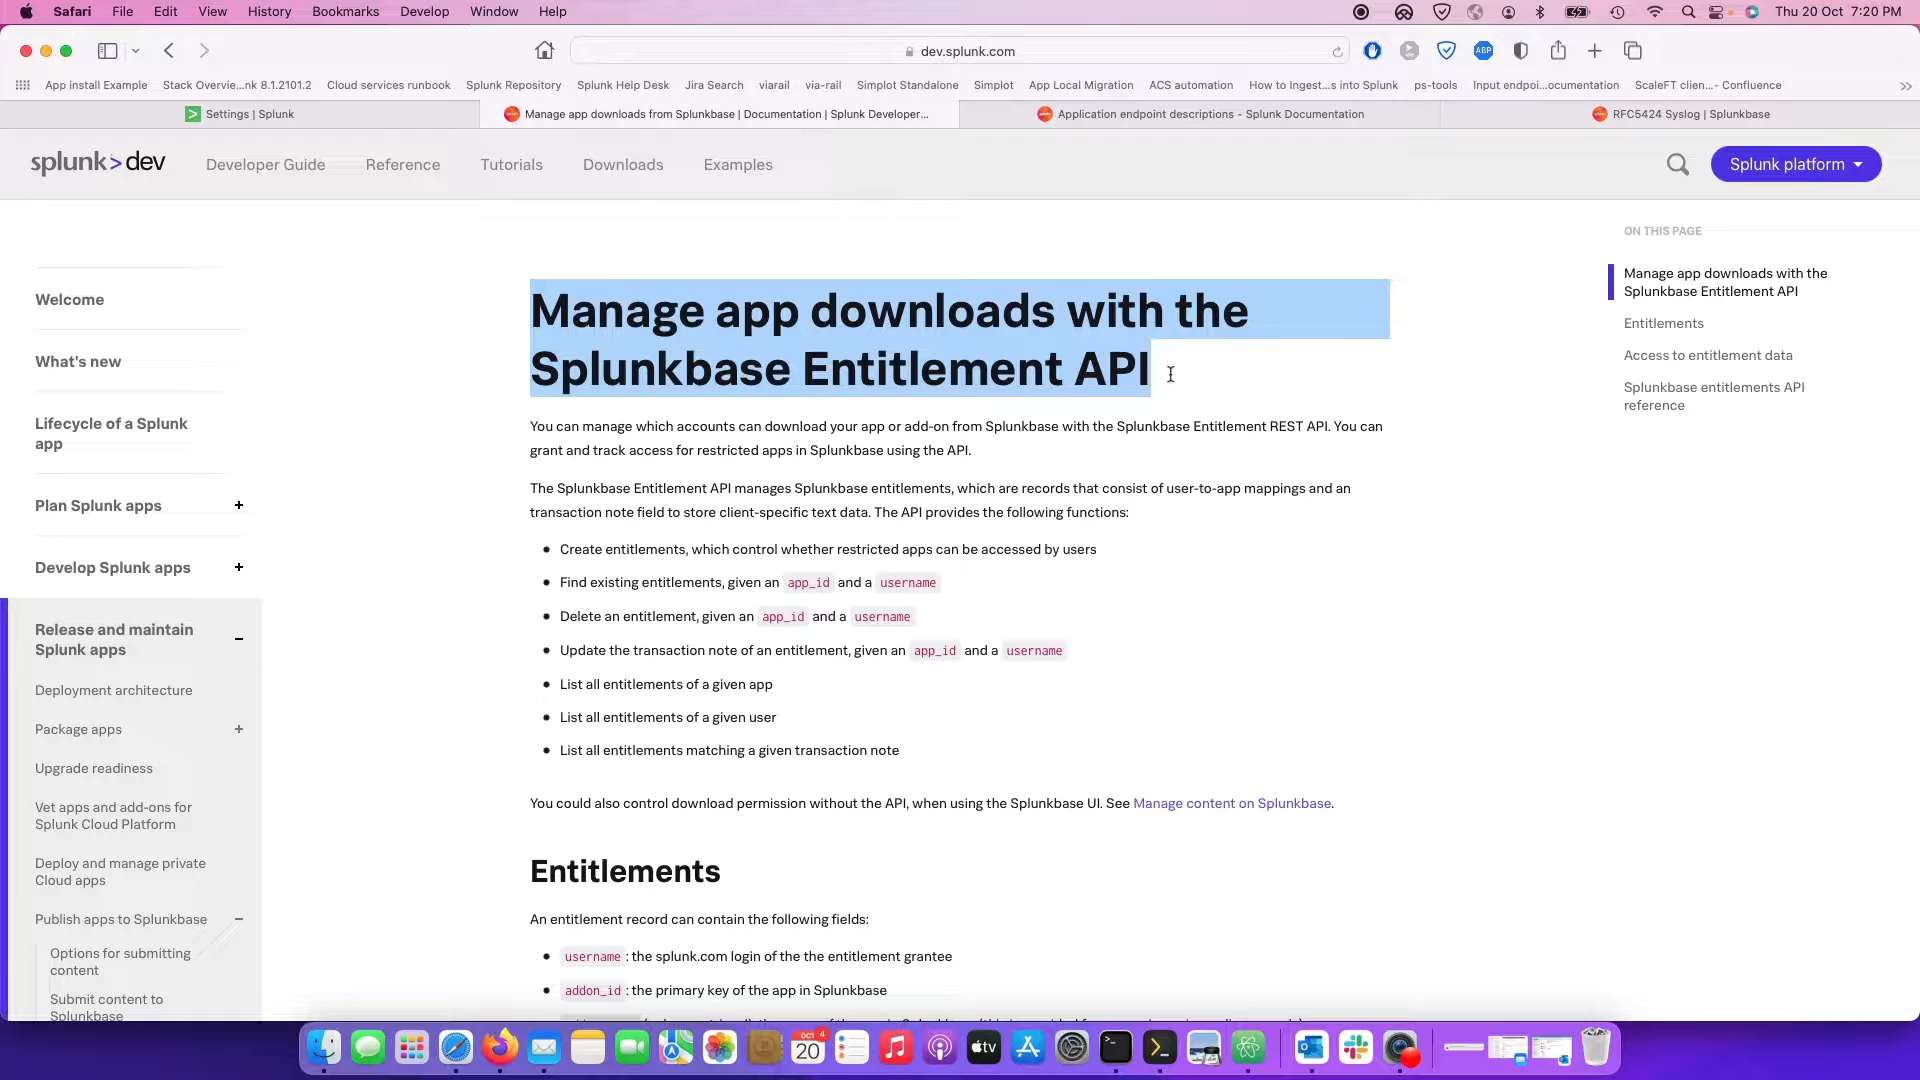 Safari File Edit View History Bookmarks Develop Window Help Thu 20 Oct 7:20 PM
dev.splunk.com ABP
App install Example Stack Overvie...nk 8.1.2101.2 Cloud services runbook Splunk Repository Splunk Help Desk Jira Search viarail via-rail Simplot Standalone Simplot App Local Migration ACS automation How to Ingest...s into Splunk ps-tools Input endpoi...ocumentation ScaleFT clien...- Confluence
Settings | Splunk Manage app downloads from Splunkbase | Documentation | Splunk Developer... Application endpoint descriptions - Splunk Documentation RFC5424 Syslog | Splunkbase
splunk>dev Developer Guide Reference Tutorials Downloads Examples Splunk platform
Welcome
What's new
Lifecycle of a Splunk
app
Plan Splunk apps +
Develop Splunk apps +
Release and maintain
Splunk apps
Deployment architecture
Package apps +
Upgrade readiness
Vet apps and add-ons for
Splunk Cloud Platform
Deploy and manage private
Cloud apps
Publish apps to Splunkbase
Options for submitting
content
Submit content to
Splunkbase
Manage app downloads with the
Splunkbase Entitlement API
You can manage which accounts can download your app or add-on from Splunkbase with the Splunkbase Entitlement REST API. You can
grant and track access for restricted apps in Splunkbase using the API.
The Splunkbase Entitlement API manages Splunkbase entitlements, which are records that consist of user-to-app mappings and an
transaction note field to store client-specific text data. The API provides the following functions:
• Create entitlements, which control whether restricted apps can be accessed by users
• Find existing entitlements, given an app_id and a username
• Delete an entitlement, given an app_id and a username
• Update the transaction note of an entitlement, given an app_id and a username
• List all entitlements of a given app
• List all entitlements of a given user
• List all entitlements matching a given transaction note
You could also control download permission without the API, when using the Splunkbase UI. See Manage content on Splunkbase.
Entitlements
An entitlement record can contain the following fields:
• username : the splunk.com login of the the entitlement grantee
• addon_id : the primary key of the app in Splunkbase
ON THIS PAGE
Manage app downloads with the
Splunkbase Entitlement API
Entitlements
Access to entitlement data
Splunkbase entitlements API
reference
OCT 4
20
tv